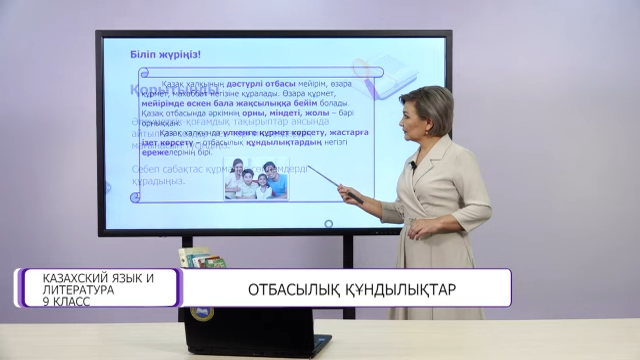 Біліп жүріңіз!
Қорытынды
Қазақ халқының дәстүрлі отбасы мейірім, өзара
құрмет, махаббат негізіне құралады. Өзара құрмет,
мейірімде өскен бала жақсылыққа бейім болады.
Қазақ отбасында әркімнің орны, міндеті, жолы – бәрі
Қазақ халқында үлкенге құрмет көрсету, жастарға
ізет көрсету – отбасылық құндылықтардың негізгі
ережелерінің бірі.
Себеп сабақтас құрмалас
құрадыңыз.
КАЗАХСКИЙ ЯЗЫК И
ЛИТЕРАТУРА
9 КЛАСС
ОТБАСЫЛЫҚ ҚҰНДЫЛЫҚТАР